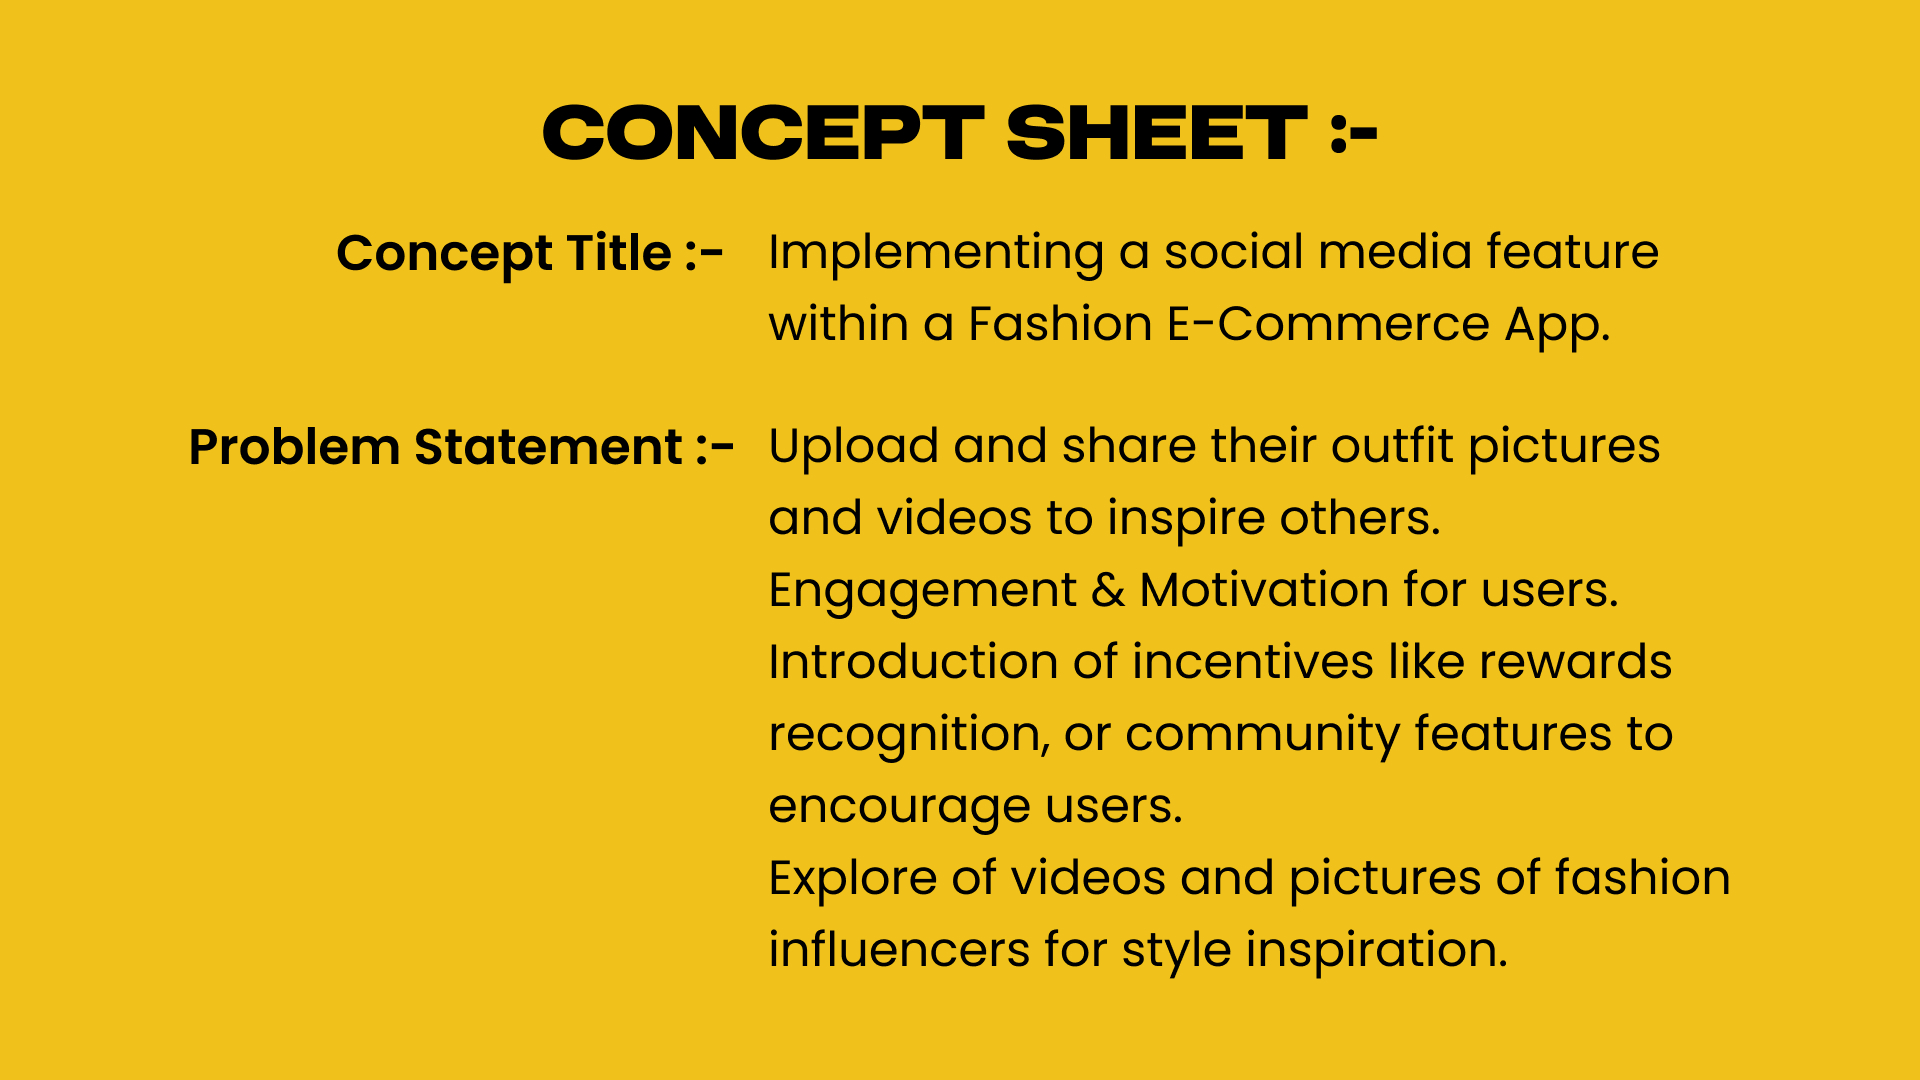 CONCEPT SHEET :-
Concept Title :- Implementing a social media feature
within a Fashion E-Commerce App.
Problem Statement :- Upload and share their outfit pictures
and videos to inspire others.
Engagement & Motivation for users.
Introduction of incentives like rewards
recognition, or community features to
encourage users.
Explore of videos and pictures of fashion
influencers for style inspiration.